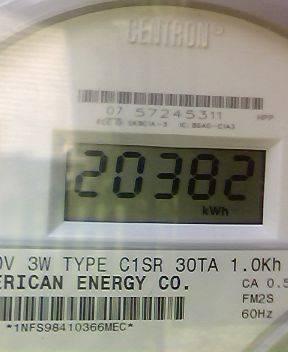 CENTRON®
07 57245311
HPP
20382
kWh
0V 3W TYPE C1SR 30TA 1.0Kh
ERICAN ENERGY CO.
CA 0.5
FM2S
60Hz
*1NFS98410366MEC*